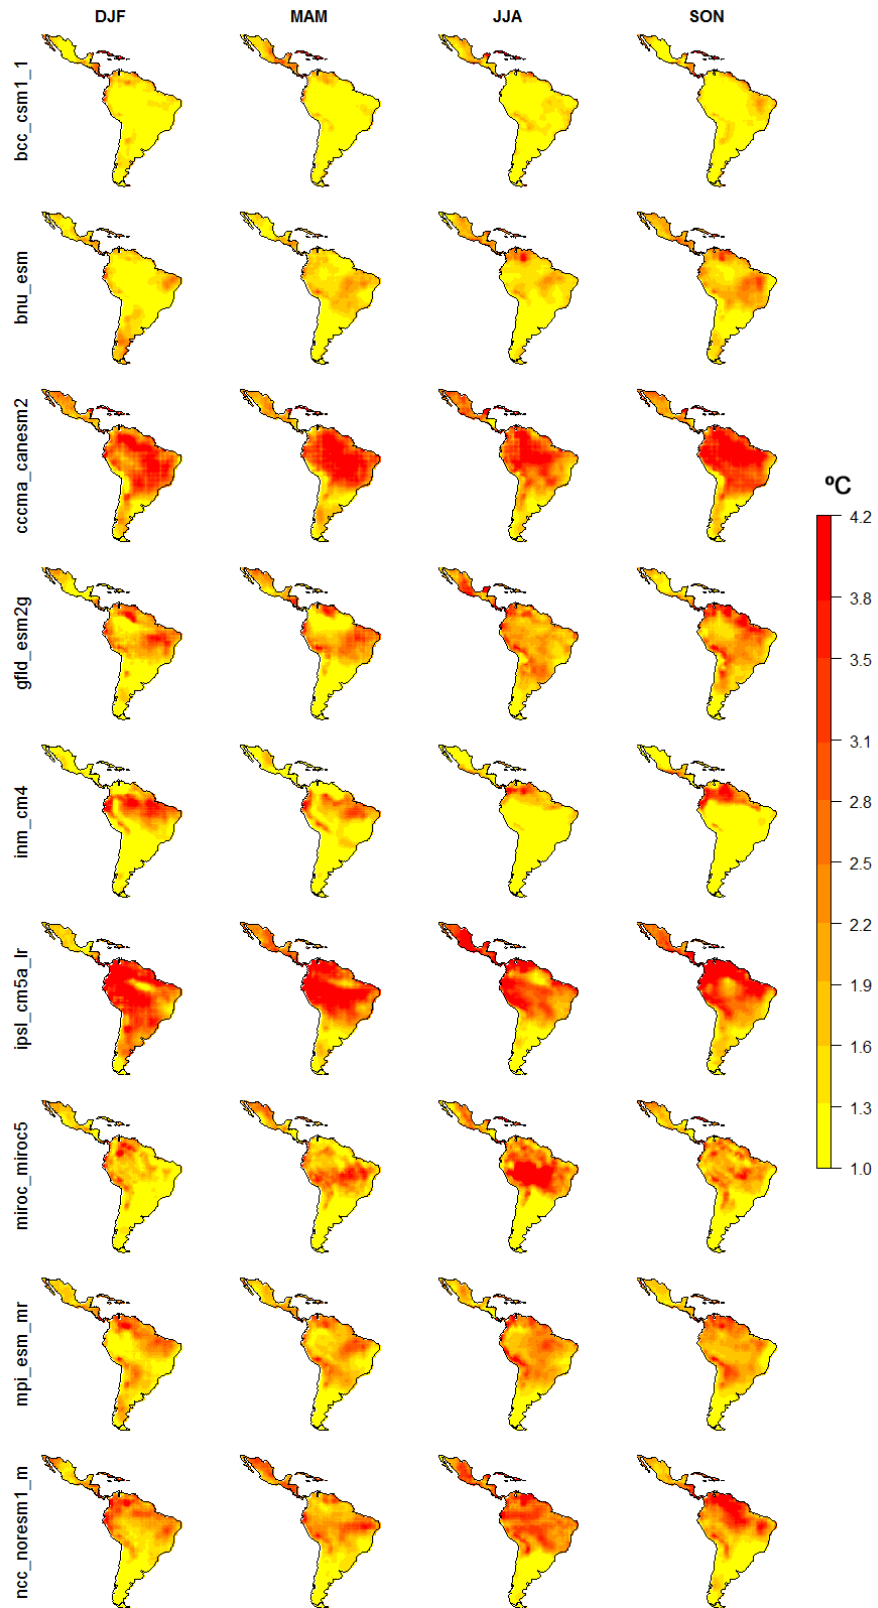 DJF MAM JJA SON
bcc_csm1_1
bnu_esm
cccma_canesm2
ºC
4.2
3.8
gfld_esm2g
3.5
3.1
inm_cm4
2.8
2.5
2.2
ipsl_cm5a_lr
1.9
1.6
1.3
miroc_miroc5
1.0
mpi_esm_mr
ncc_noresm1_m